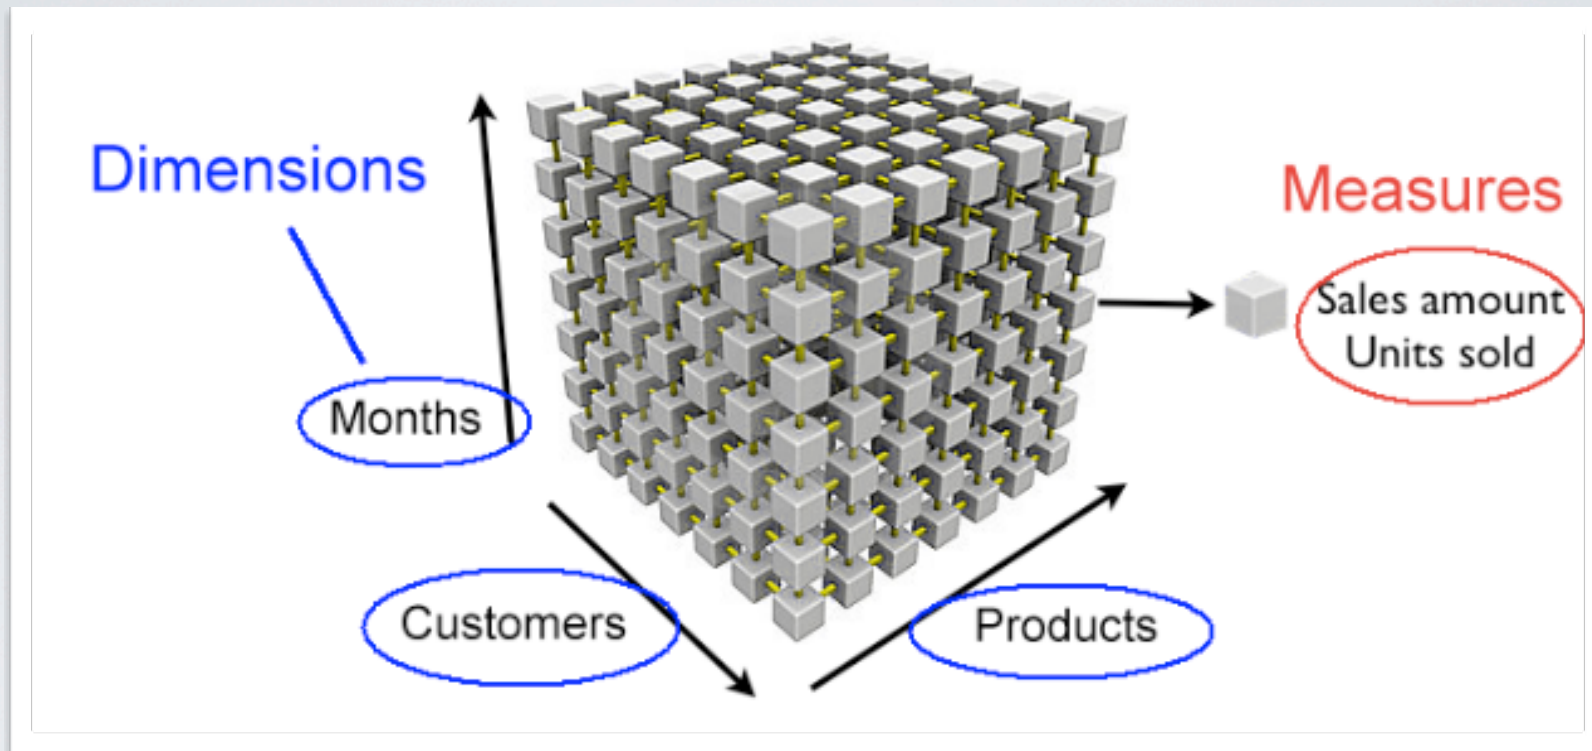 Dimensions
Measures
Sales amount
Units sold
Months
Customers
Products